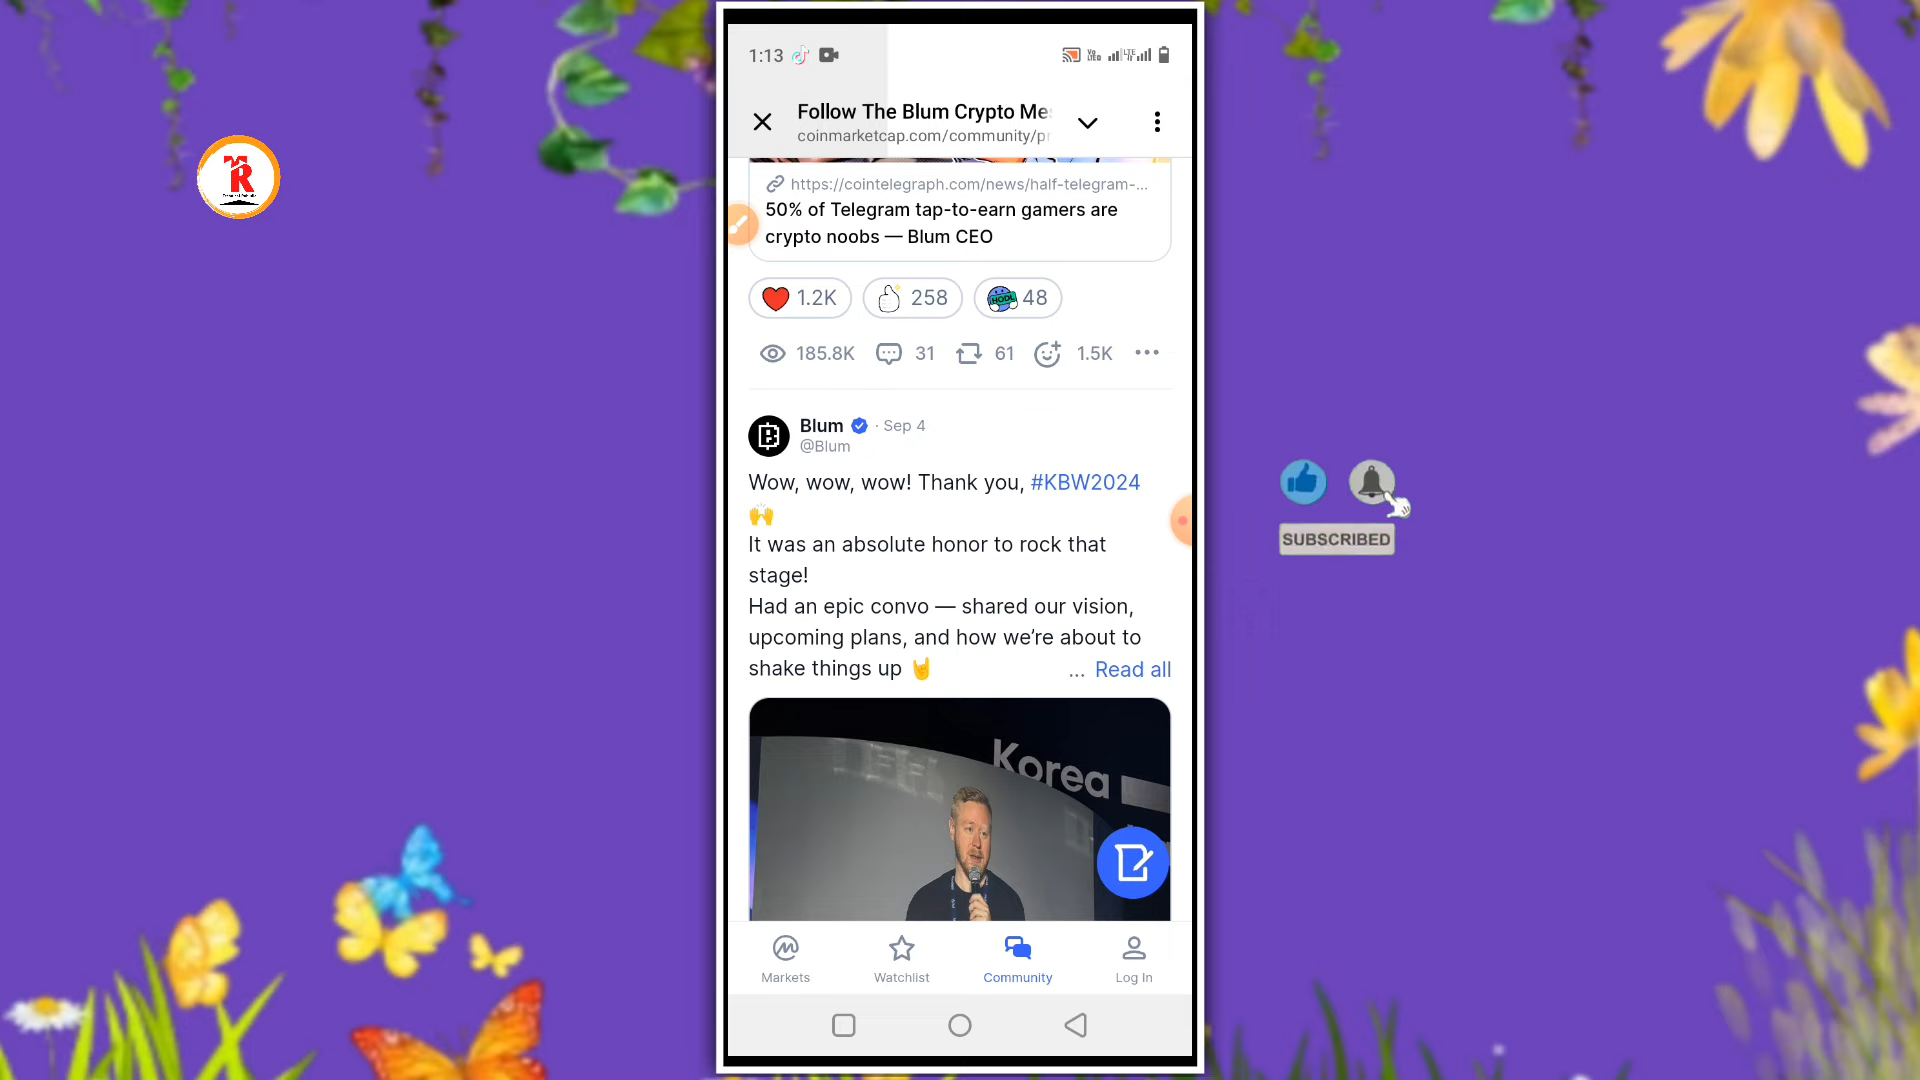 1:13
Follow The Blum Crypto Me
coinmarketcap.com/community/pr
https://cointelegraph.com/news/half-telegram-...
50% of Telegram tap-to-earn gamers are
crypto noobs — Blum CEO
1.2K 258 HODL 48
185.8K 31 61 1.5K
Blum · Sep 4
@Blum
Wow, wow, wow! Thank you, #KBW2024
🙌
It was an absolute honor to rock that
stage!
Had an epic convo — shared our vision,
upcoming plans, and how we’re about to
shake things up 🤘 ... Read all
Korea
Markets Watchlist Community Log In
R
SUBSCRIBED